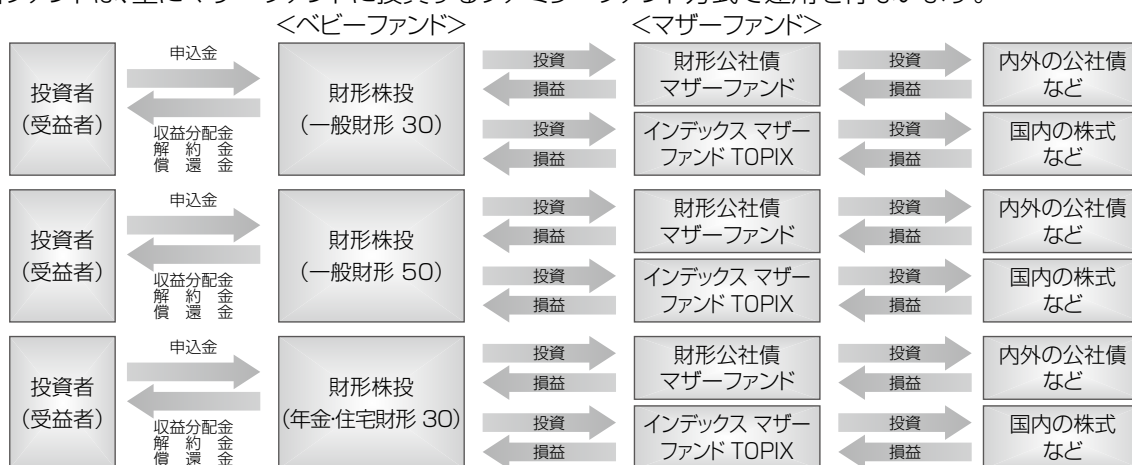 <ベビーファンド>
<マザーファンド>
投資者
(受益者)
申込金
収益分配金
解約金
償還金
財形株投
(一般財形 30)
投資
損益
財形公社債
マザーファンド
投資
損益
内外の公社債
など
投資
損益
インデックス マザー
ファンド TOPIX
投資
損益
国内の株式
など
投資者
(受益者)
申込金
収益分配金
解約金
償還金
財形株投
(一般財形 50)
投資
損益
財形公社債
マザーファンド
投資
損益
内外の公社債
など
投資
損益
インデックス マザー
ファンド TOPIX
投資
損益
国内の株式
など
投資者
(受益者)
申込金
収益分配金
解約金
償還金
財形株投
(年金・住宅財形 30)
投資
損益
財形公社債
マザーファンド
投資
損益
内外の公社債
など
投資
損益
インデックス マザー
ファンド TOPIX
投資
損益
国内の株式
など